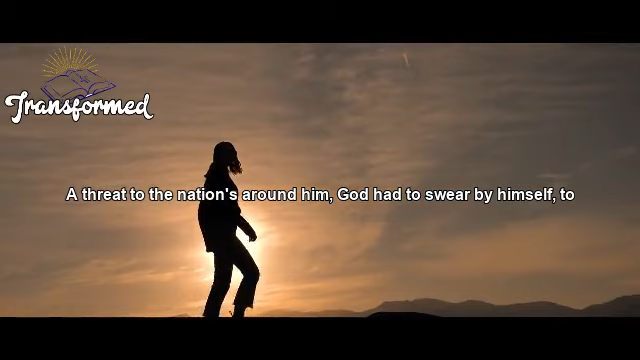 Transformed
A threat to the nation's around him, God had to swear by himself, to